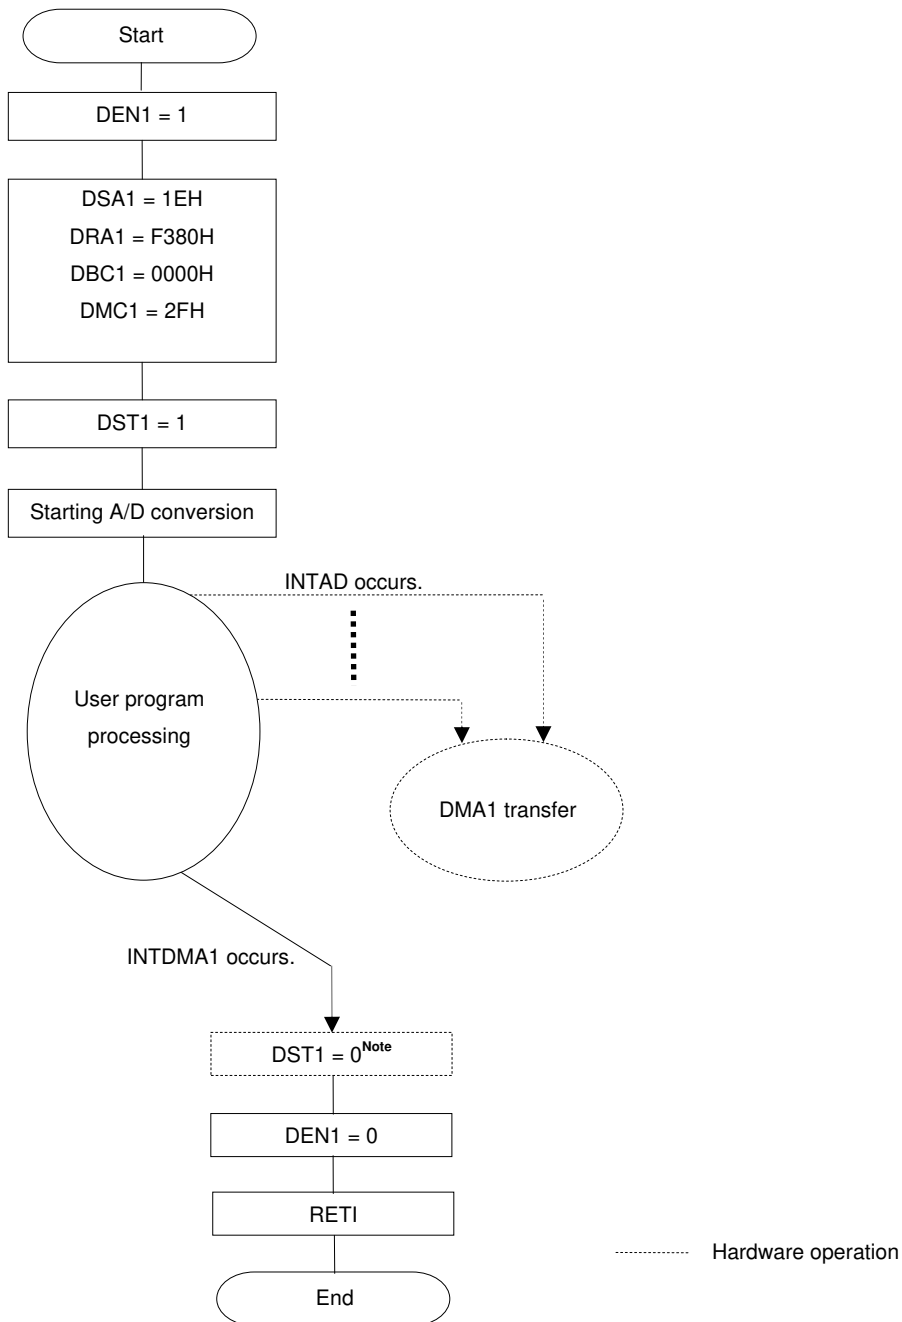 Start
DEN1 = 1
DSA1 = 1EH
DRA1 = F380H
DBC1 = 0000H
DMC1 = 2FH
DST1 = 1
Starting A/D conversion
INTAD occurs.
User program
processing
DMA1 transfer
INTDMA1 occurs.
DST1 = 0Note
DEN1 = 0
RETI
Hardware operation
End